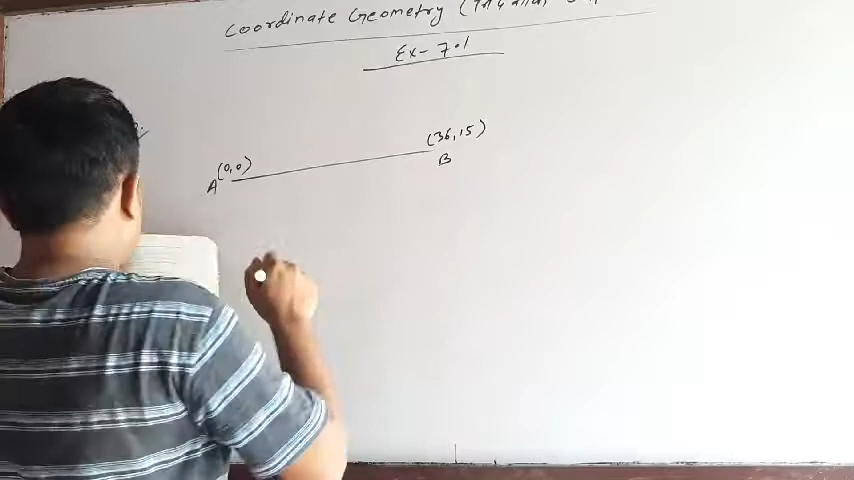 Coordinate Geometry (
Ex- 7.1
(36,15)
(0,0)
A
B